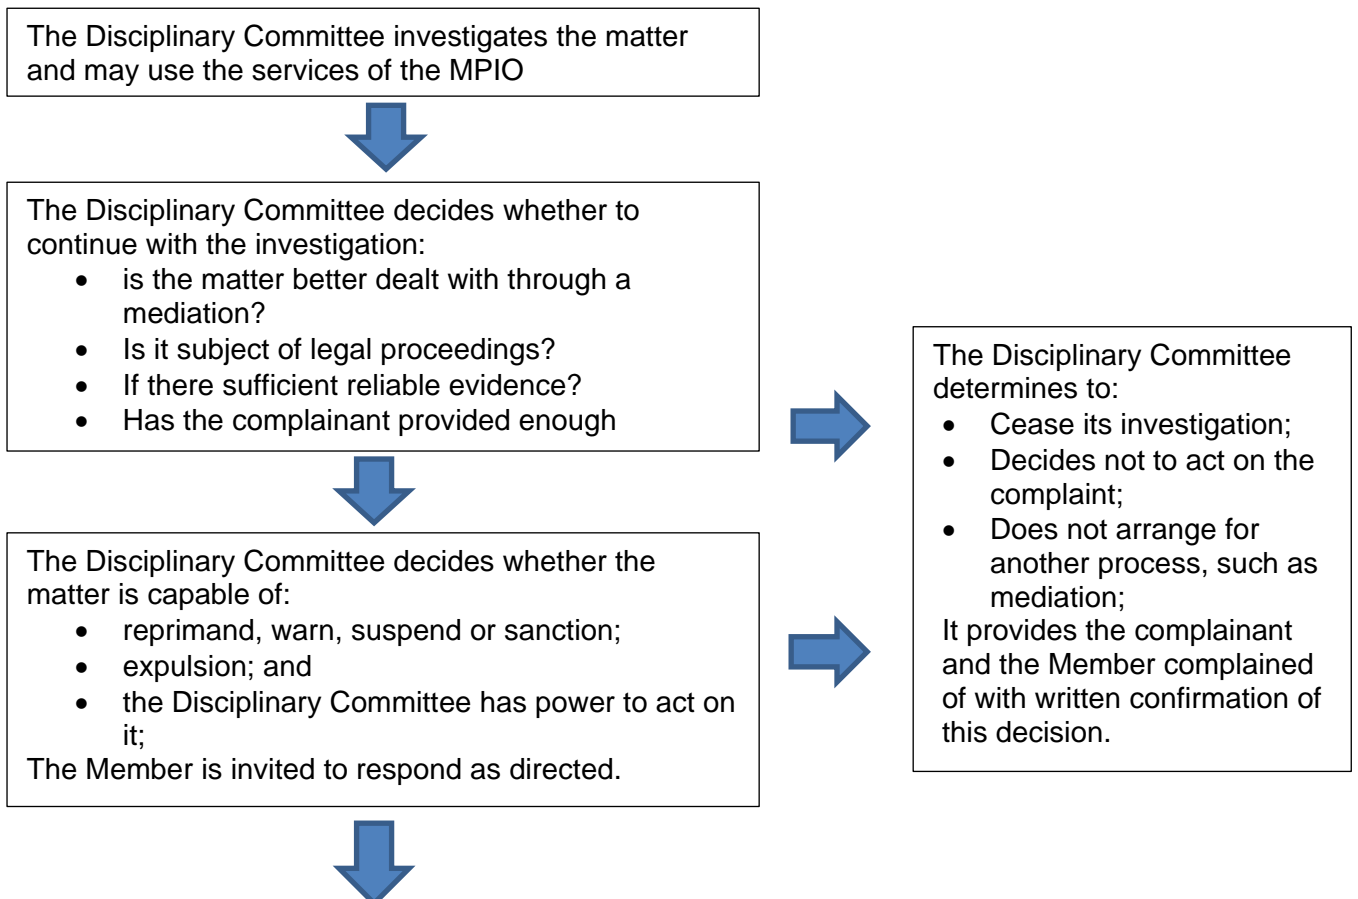 The Disciplinary Committee investigates the matter
and may use the services of the MPIO
The Disciplinary Committee decides whether to
continue with the investigation:
• is the matter better dealt with through a
mediation?
• Is it subject of legal proceedings?
• If there sufficient reliable evidence?
• Has the complainant provided enough
The Disciplinary Committee
determines to:
• Cease its investigation;
• Decides not to act on the
complaint;
• Does not arrange for
another process, such as
mediation;
It provides the complainant
and the Member complained
of with written confirmation of
this decision.
The Disciplinary Committee decides whether the
matter is capable of:
• reprimand, warn, suspend or sanction;
• expulsion; and
• the Disciplinary Committee has power to act on
it;
The Member is invited to respond as directed.